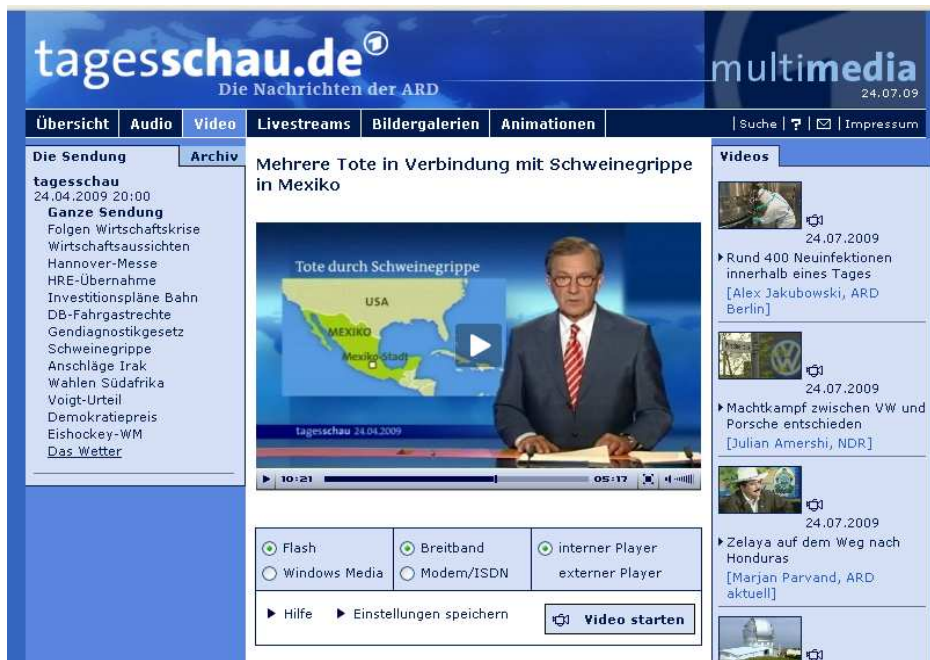 tagesschau.de
Die Nachrichten der ARD
multimedia
24.07.09
Übersicht
Audio
Video
Livestreams
Bildergalerien
Animationen
Suche | ? | Impressum
Die Sendung
Archiv
tagesschau
24.04.2009 20:00
Ganze Sendung
Folgen Wirtschaftskrise
Wirtschaftsaussichten
Hannover-Messe
HRE-Übernahme
Investitionspläne Bahn
DB-Fahrgastrechte
Gendiagnostikgesetz
Schweinegrippe
Anschläge Irak
Wahlen Südafrika
Voigt-Urteil
Demokratiepreis
Eishockey-WM
Das Wetter
Mehrere Tote in Verbindung mit Schweinegrippe
in Mexiko
Tote durch Schweinegrippe
USA
MEXIKO
Mexiko-Stadt
tagesschau 24.04.2009
10:21
05:17
Flash
Windows Media
Breitband
Modem/ISDN
interner Player
externer Player
Hilfe
Einstellungen speichern
Video starten
Videos
24.07.2009
Rund 400 Neuinfektionen
innerhalb eines Tages
[Alex Jakubowski, ARD
Berlin]
24.07.2009
Machtkampf zwischen VW und
Porsche entschieden
[Julian Amershi, NDR]
24.07.2009
Zelaya auf dem Weg nach
Honduras
[Marjan Parvand, ARD
aktuell]